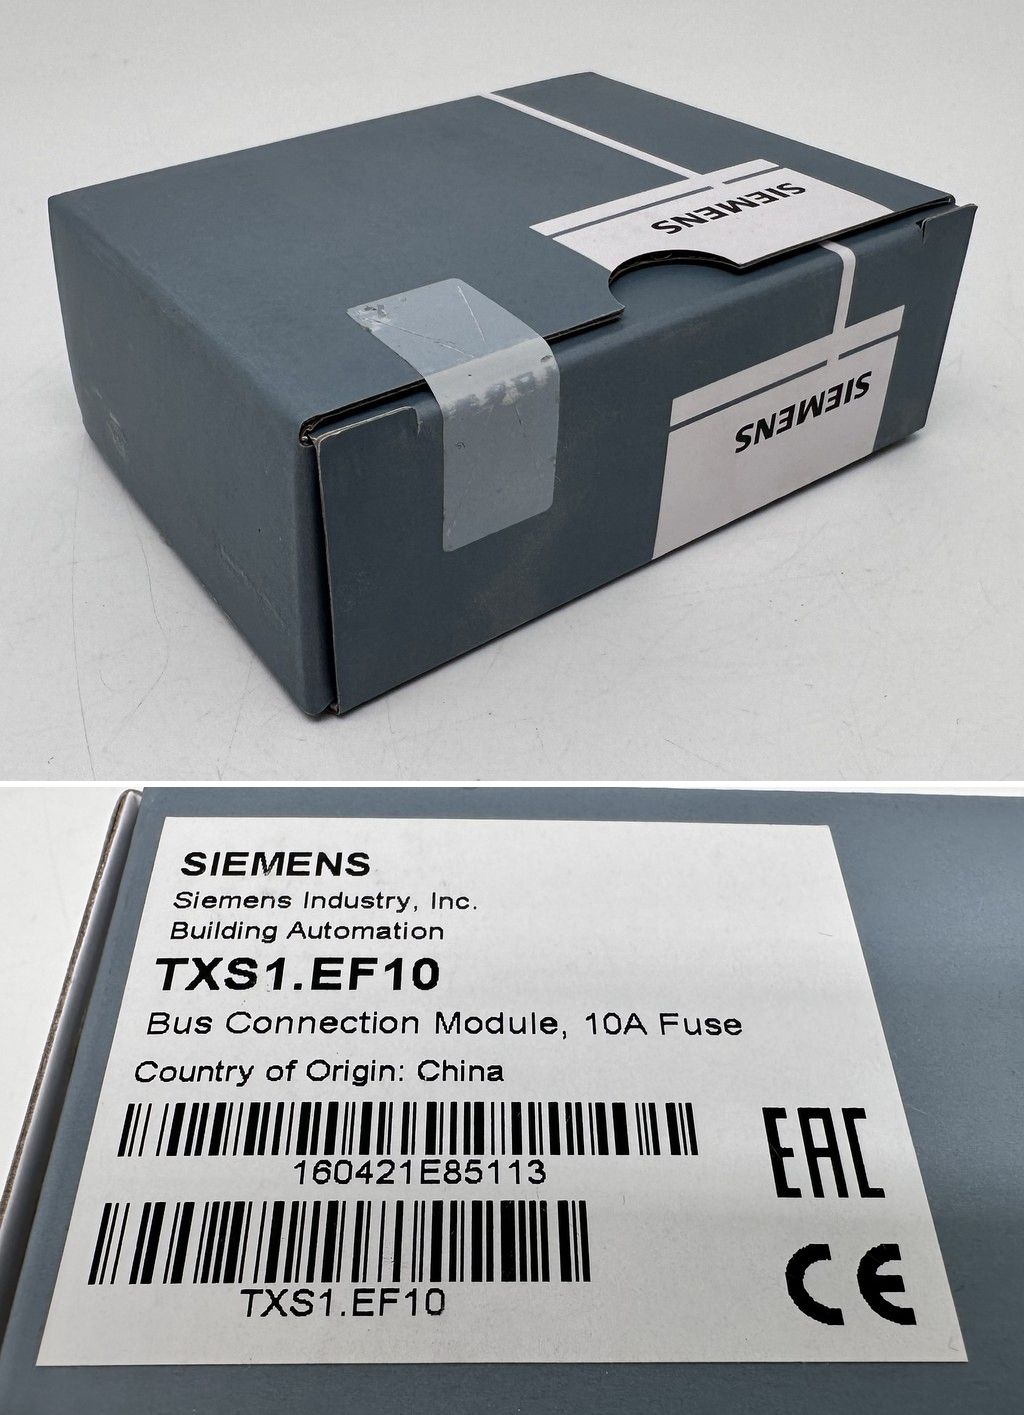 SIEMENS
SIEMENS
SIEMENS
Siemens Industry, Inc.
Building Automation
TXS1.EF10
Bus Connection Module, 10A Fuse
Country of Origin: China
160421E85113
EAC
TXS1.EF10
CE